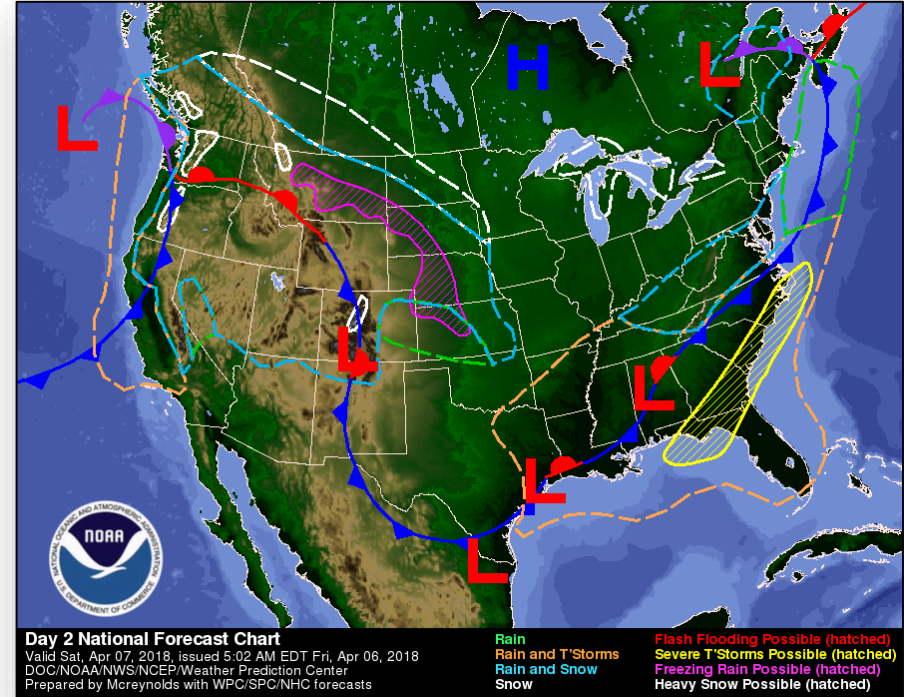 L
H
L
L
L
L
L
NATIONAL OCEANIC AND ATMOSPHERIC ADMINISTRATION
NOAA
U.S. DEPARTMENT OF COMMERCE
Day 2 National Forecast Chart
Valid Sat, Apr 07, 2018, issued 5:02 AM EDT Fri, Apr 06, 2018
DOC/NOAA/NWS/NCEP/Weather Prediction Center
Prepared by Mcreynolds with WPC/SPC/NHC forecasts
Rain
Rain and T'Storms
Rain and Snow
Snow
Flash Flooding Possible (hatched)
Severe T'Storms Possible (hatched)
Freezing Rain Possible (hatched)
Heavy Snow Possible (hatched)